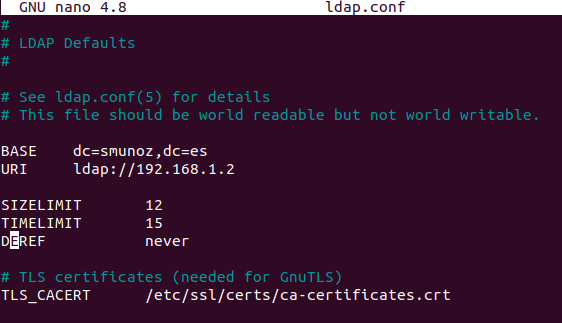 GNU nano 4.8 ldap.conf
#
# LDAP Defaults
#
# See ldap.conf(5) for details
# This file should be world readable but not world writable.
BASE dc=smunoz,dc=es
URI ldap://192.168.1.2
SIZELIMIT 12
TIMELIMIT 15
DEREF never
# TLS certificates (needed for GnuTLS)
TLS_CACERT /etc/ssl/certs/ca-certificates.crt